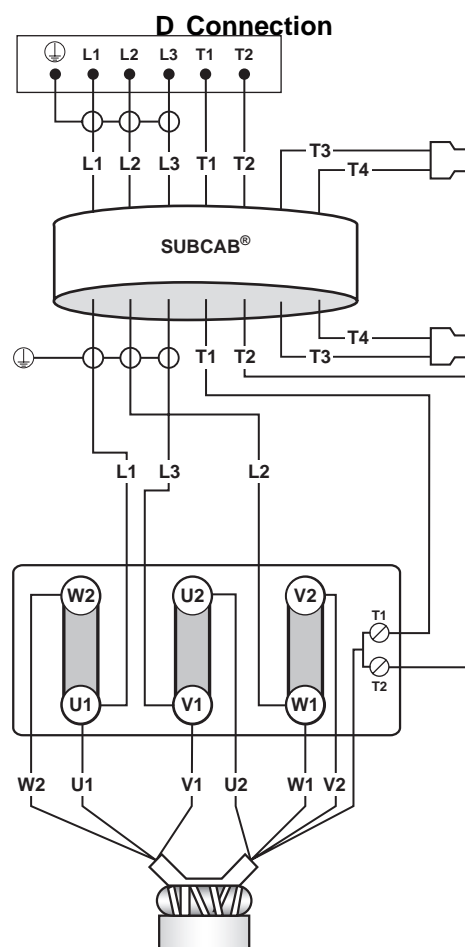 D Connection
L1 L2 L3 T1 T2
T3
L1 L2 L3 T1 T2 T4
SUBCAB®
T4
T1 T2 T3
L1 L3 L2
W2 U2 V2
T1
T2
U1 V1 W1
W2 U1 V1 U2 W1 V2